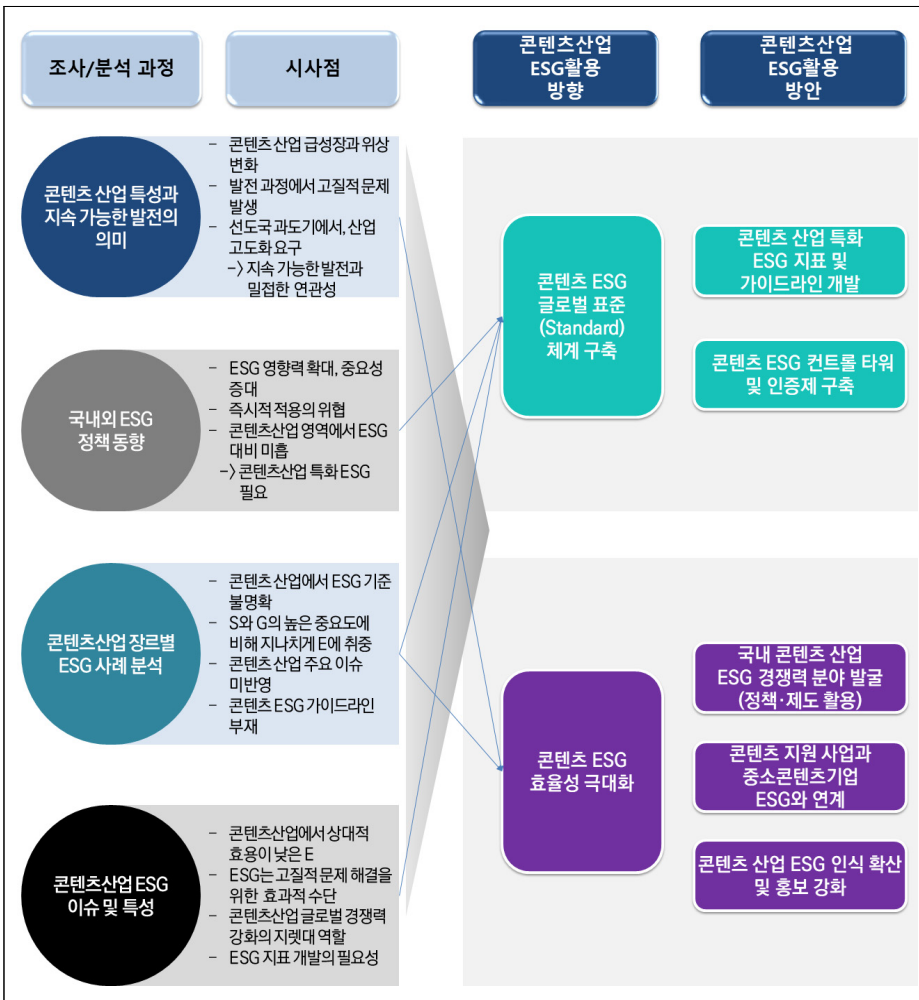 조사/분석 과정
시사점
콘텐츠산업
ESG활용
방향
콘텐츠산업
ESG활용
방안
콘텐츠 산업 특성과
지속 가능한 발전의
의미
- 콘텐츠 산업 급성장과 위상
변화
- 발전 과정에서 고질적 문제
발생
- 선도국 과도기에서, 산업
고도화 요구
-〉 지속 가능한 발전과
밀접한 연관성
국내외 ESG
정책 동향
- ESG 영향력 확대, 중요성
증대
- 즉시적 적용의 위협
- 콘텐츠산업 영역에서 ESG
대비 미흡
-〉 콘텐츠산업 특화 ESG
필요
콘텐츠산업 장르별
ESG 사례 분석
- 콘텐츠 산업에서 ESG 기준
불명확
- S와 G의 높은 중요도에
비해 지나치게 E에 취중
- 콘텐츠 산업 주요 이슈
미반영
- 콘텐츠 ESG 가이드라인
부재
콘텐츠산업 ESG
이슈 및 특성
- 콘텐츠산업에서 상대적
효용이 낮은 E
- ESG는 고질적 문제 해결을
위한 효과적 수단
- 콘텐츠산업 글로벌 경쟁력
강화의 지렛대 역할
- ESG 지표 개발의 필요성
콘텐츠 ESG
글로벌 표준
(Standard)
체계 구축
콘텐츠 산업 특화
ESG 지표 및
가이드라인 개발
콘텐츠 ESG 컨트롤 타워
및 인증제 구축
콘텐츠 ESG
효율성 극대화
국내 콘텐츠 산업
ESG 경쟁력 분야 발굴
(정책·제도 활용)
콘텐츠 지원 사업과
중소콘텐츠기업
ESG와 연계
콘텐츠 산업 ESG 인식 확산
및 홍보 강화